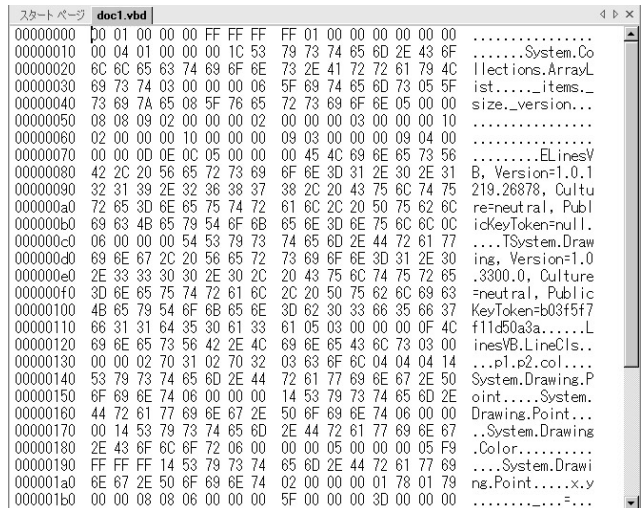 スタート ページ doc1.vbd
00000000 00 01 00 00 00 FF FF FF FF 01 00 00 00 00 00 00 ................
00000010 00 04 01 00 00 00 1C 53 79 73 74 65 6D 2E 43 6F .......System.Co
00000020 6C 6C 65 63 74 69 6F 6E 73 2E 41 72 72 61 79 4C llections.ArrayL
00000030 69 73 74 03 00 00 00 06 5F 69 74 65 6D 73 05 5F ist....._items._
00000040 73 69 7A 65 08 5F 76 65 72 73 69 6F 6E 05 00 00 size._version...
00000050 08 08 09 02 00 00 00 02 00 00 00 03 00 00 00 10 ................
00000060 02 00 00 00 10 00 00 00 09 03 00 00 00 09 04 00 ................
00000070 00 00 0D 0E 0C 05 00 00 00 45 4C 69 6E 65 73 56 .........ELinesV
00000080 42 2C 20 56 65 72 73 69 6F 6E 3D 31 2E 30 2E 31 B, Version=1.0.1
00000090 32 31 39 2E 32 36 38 37 38 2C 20 43 75 6C 74 75 219.26878, Cultu
000000a0 72 65 3D 6E 65 75 74 72 61 6C 2C 20 50 75 62 6C re=neutral, Publ
000000b0 69 63 4B 65 79 54 6F 6B 65 6E 3D 6E 75 6C 6C 0C icKeyToken=null.
000000c0 06 00 00 00 54 53 79 73 74 65 6D 2E 44 72 61 77 ....TSystem.Draw
000000d0 69 6E 67 2C 20 56 65 72 73 69 6F 6E 3D 31 2E 30 ing, Version=1.0
000000e0 2E 33 33 30 30 2E 30 2C 20 43 75 6C 74 75 72 65 .3300.0, Culture
000000f0 3D 6E 65 75 74 72 61 6C 2C 20 50 75 62 6C 69 63 =neutral, Public
00000100 4B 65 79 54 6F 6B 65 6E 3D 62 30 33 66 35 66 37 KeyToken=b03f5f7
00000110 66 31 31 64 35 30 61 33 61 05 03 00 00 00 0F 4C f11d50a3a......L
00000120 69 6E 65 73 56 42 2E 4C 69 6E 65 43 6C 73 03 00 inesVB.LineCls..
00000130 00 00 02 70 31 02 70 32 03 63 6F 6C 04 04 04 14 ...p1.p2.col....
00000140 53 79 73 74 65 6D 2E 44 72 61 77 69 6E 67 2E 50 System.Drawing.P
00000150 6F 69 6E 74 06 00 00 00 14 53 79 73 74 65 6D 2E oint.....System.
00000160 44 72 61 77 69 6E 67 2E 50 6F 69 6E 74 06 00 00 Drawing.Point...
00000170 00 14 53 79 73 74 65 6D 2E 44 72 61 77 69 6E 67 ..System.Drawing
00000180 2E 43 6F 6C 6F 72 06 00 00 00 05 00 00 00 05 F9 .Color..........
00000190 FF FF FF 14 53 79 73 74 65 6D 2E 44 72 61 77 69 ....System.Drawi
000001a0 6E 67 2E 50 6F 69 6E 74 02 00 00 00 01 78 01 79 ng.Point.....x.y
000001b0 00 00 08 08 06 00 00 00 5F 00 00 00 3D 00 00 00 ........_...=...